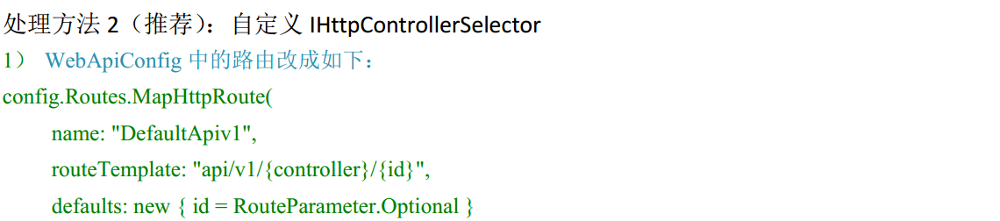 处理方法 2（推荐）：自定义 IHttpControllerSelector
1） WebApiConfig 中的路由改成如下：
config.Routes.MapHttpRoute(
name: "DefaultApiv1",
routeTemplate: "api/v1/{controller}/{id}",
defaults: new { id = RouteParameter.Optional }